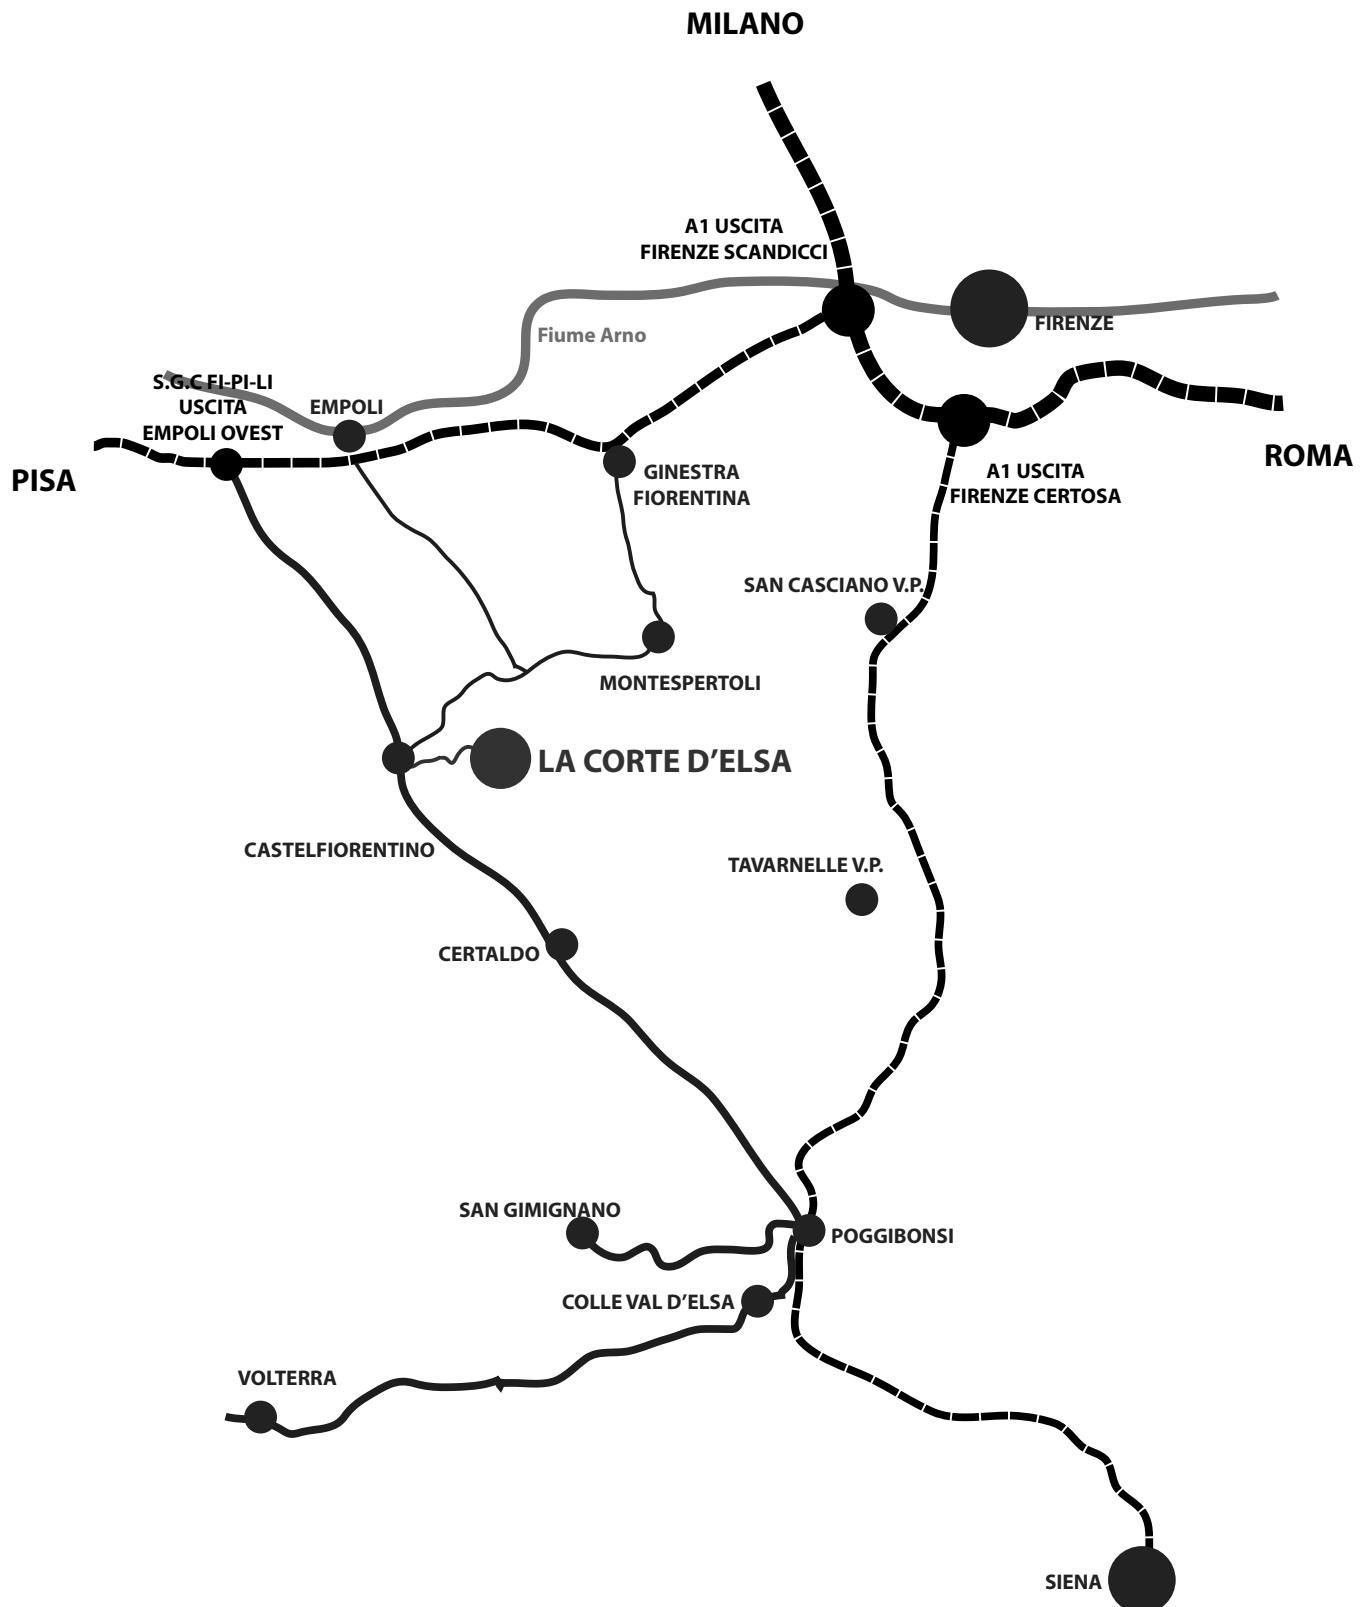 MILANO
A1 USCITA
FIRENZE SCANDICCI
FIRENZE
Fiume Arno
S.G.C FI-PI-LI
USCITA
EMPOLI OVEST
EMPOLI
PISA
GINESTRA
FIORENTINA
A1 USCITA
FIRENZE CERTOSA
ROMA
SAN CASCIANO V.P.
MONTESPERTOLI
LA CORTE D’ELSA
CASTELFIORENTINO
TAVARNELLE V.P.
CERTALDO
SAN GIMIGNANO
POGGIBONSI
COLLE VAL D’ELSA
VOLTERRA
SIENA